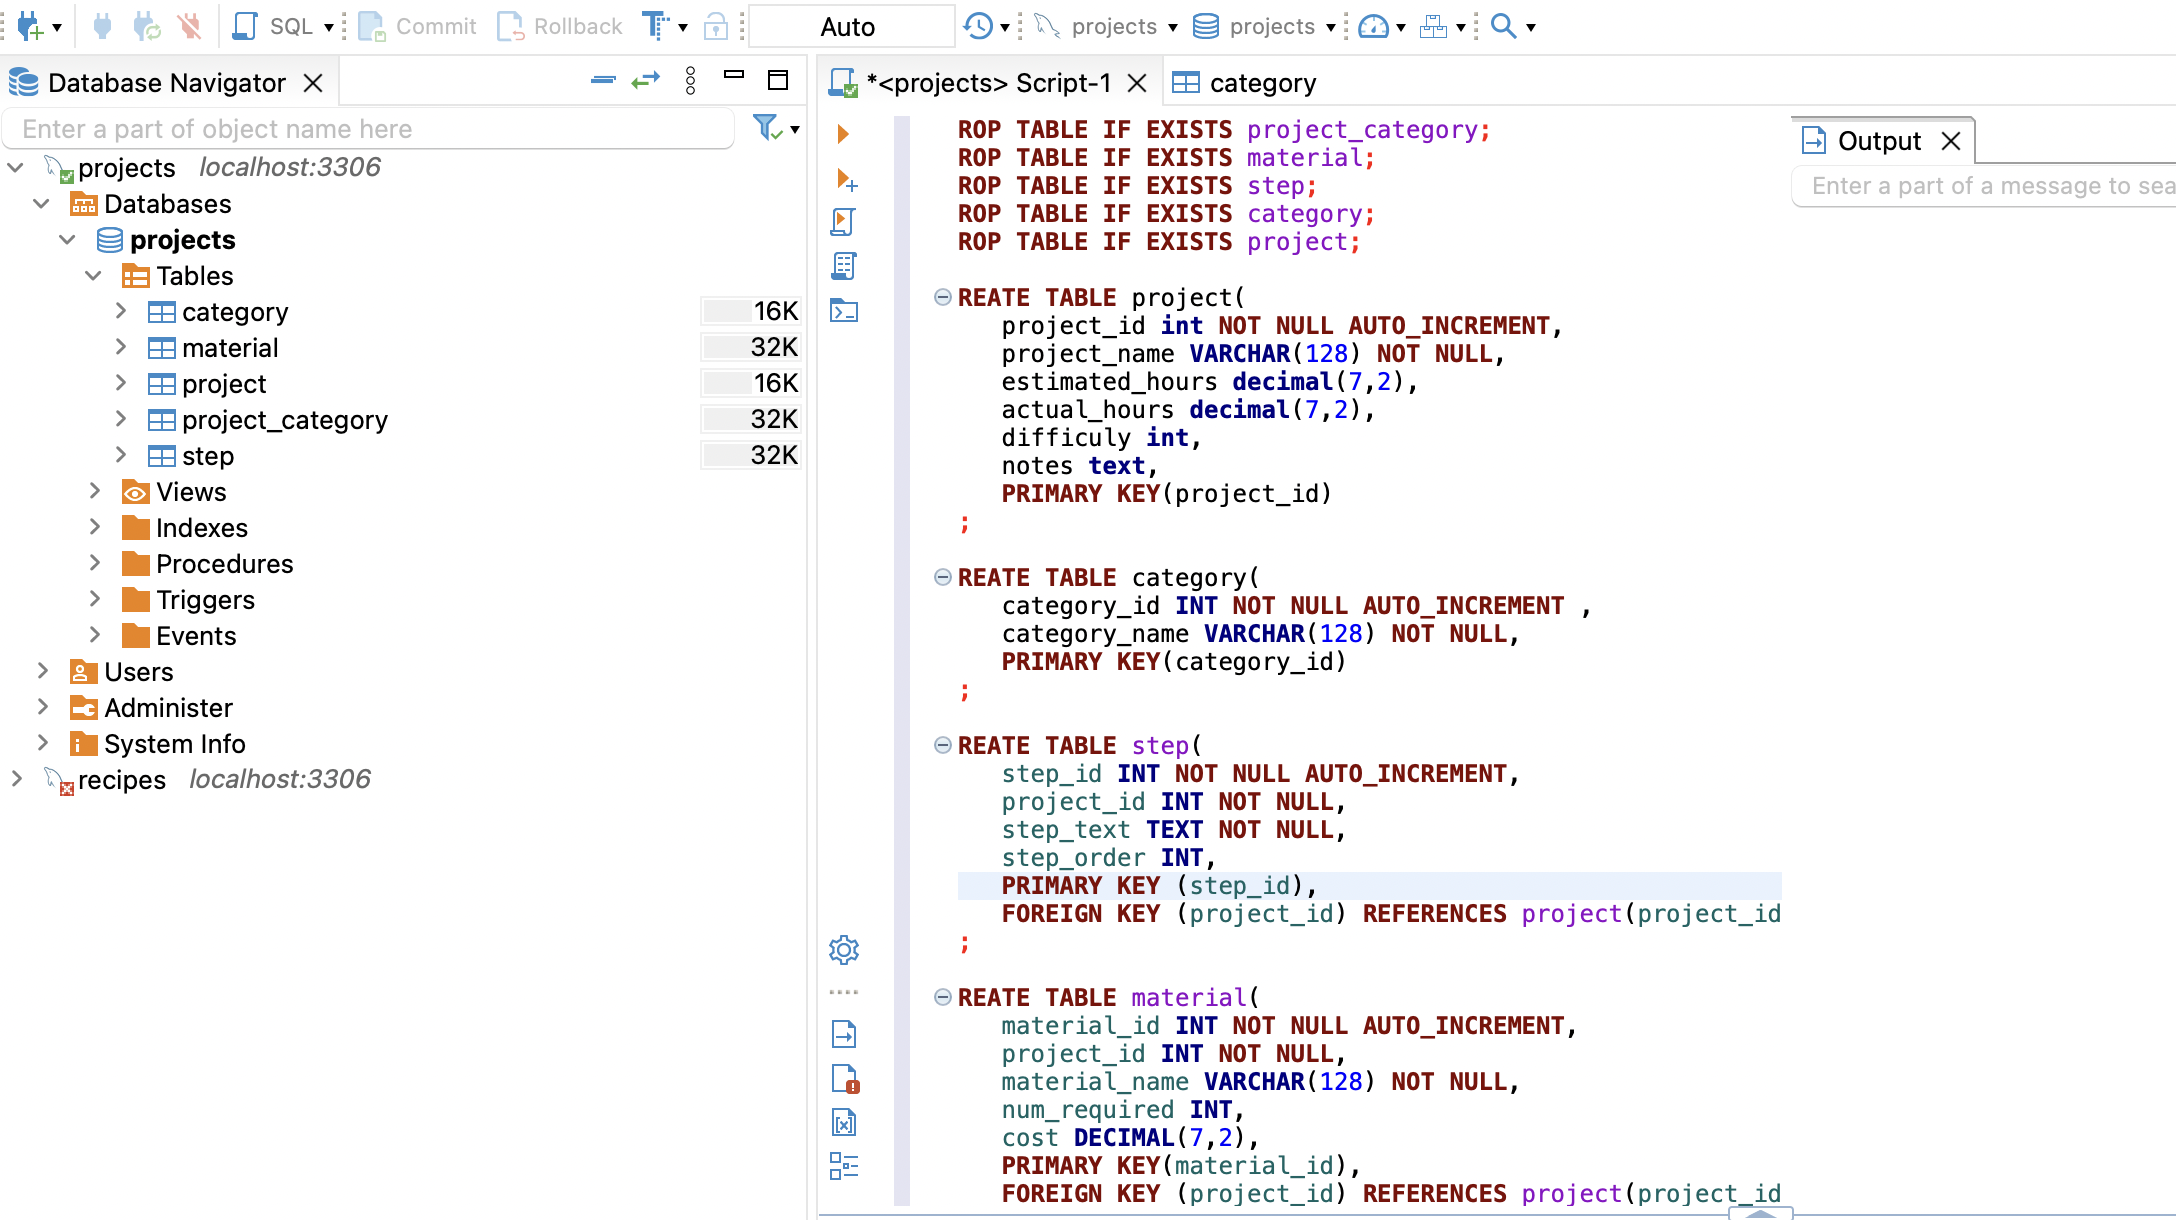 SQL Commit Rollback Auto projects projects
Database Navigator
Enter a part of object name here
projects localhost:3306
Databases
projects
Tables
category 16K
material 32K
project 16K
project_category 32K
step 32K
Views
Indexes
Procedures
Triggers
Events
Users
Administer
System Info
recipes localhost:3306
*<projects> Script-1
category
ROP TABLE IF EXISTS project_category;
ROP TABLE IF EXISTS material;
ROP TABLE IF EXISTS step;
ROP TABLE IF EXISTS category;
ROP TABLE IF EXISTS project;
REATE TABLE project(
project_id int NOT NULL AUTO_INCREMENT,
project_name VARCHAR(128) NOT NULL,
estimated_hours decimal(7,2),
actual_hours decimal(7,2),
difficuly int,
notes text,
PRIMARY KEY(project_id)
;
REATE TABLE category(
category_id INT NOT NULL AUTO_INCREMENT ,
category_name VARCHAR(128) NOT NULL,
PRIMARY KEY(category_id)
;
REATE TABLE step(
step_id INT NOT NULL AUTO_INCREMENT,
project_id INT NOT NULL,
step_text TEXT NOT NULL,
step_order INT,
PRIMARY KEY (step_id),
FOREIGN KEY (project_id) REFERENCES project(project_id
;
REATE TABLE material(
material_id INT NOT NULL AUTO_INCREMENT,
project_id INT NOT NULL,
material_name VARCHAR(128) NOT NULL,
num_required INT,
cost DECIMAL(7,2),
PRIMARY KEY(material_id),
FOREIGN KEY (project_id) REFERENCES project(project_id
Output
Enter a part of a message to sea